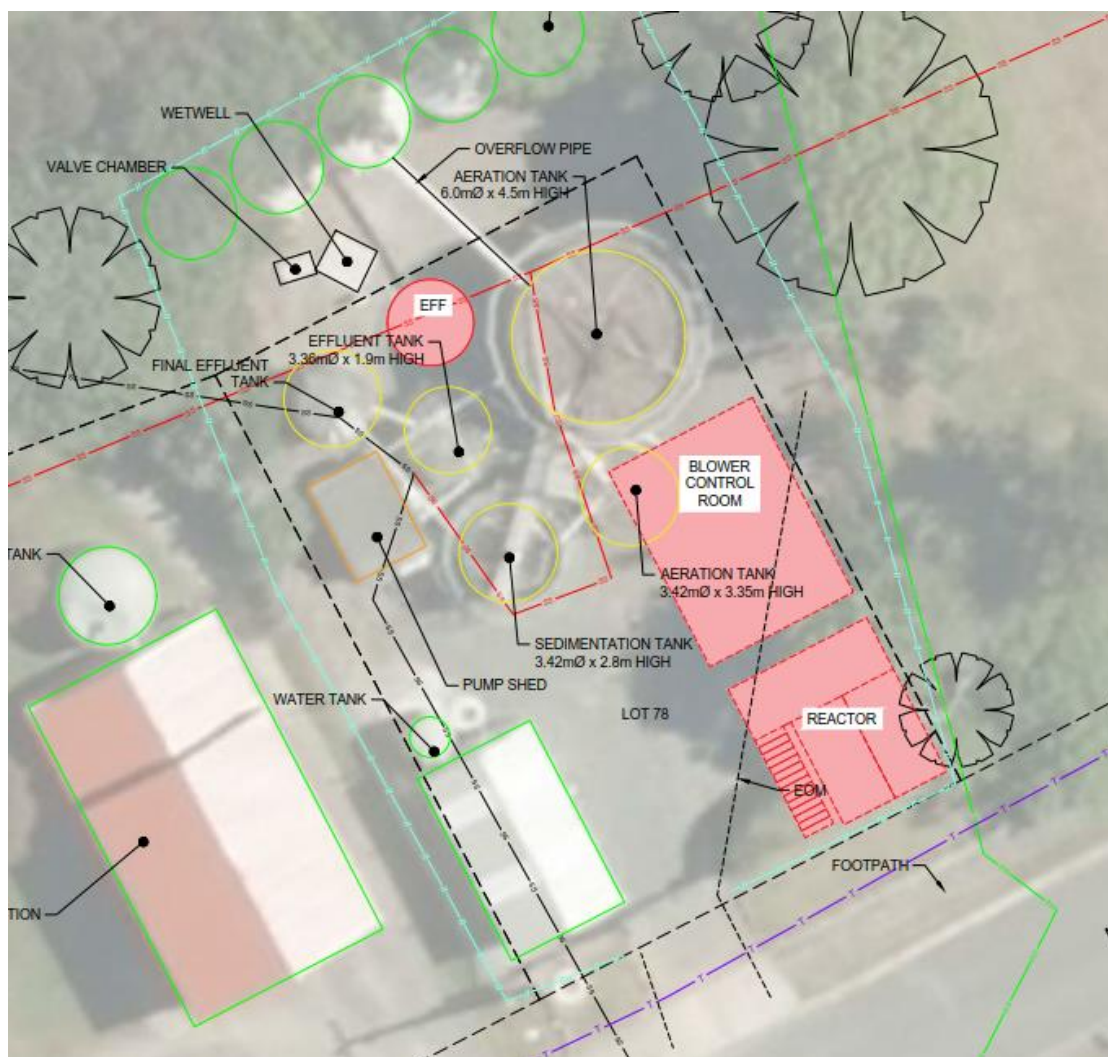 WETWELL
VALVE CHAMBER
OVERFLOW PIPE
AERATION TANK
6.0mØ x 4.5m HIGH
EFF
EFFLUENT TANK
3.36mØ x 1.9m HIGH
FINAL EFFLUENT
TANK
BLOWER
CONTROL
ROOM
TANK
AERATION TANK
3.42mØ x 3.35m HIGH
SEDIMENTATION TANK
3.42mØ x 2.8m HIGH
PUMP SHED
WATER TANK
LOT 78
REACTOR
EOM
FOOTPATH
TION
T
T
T
T
T
T